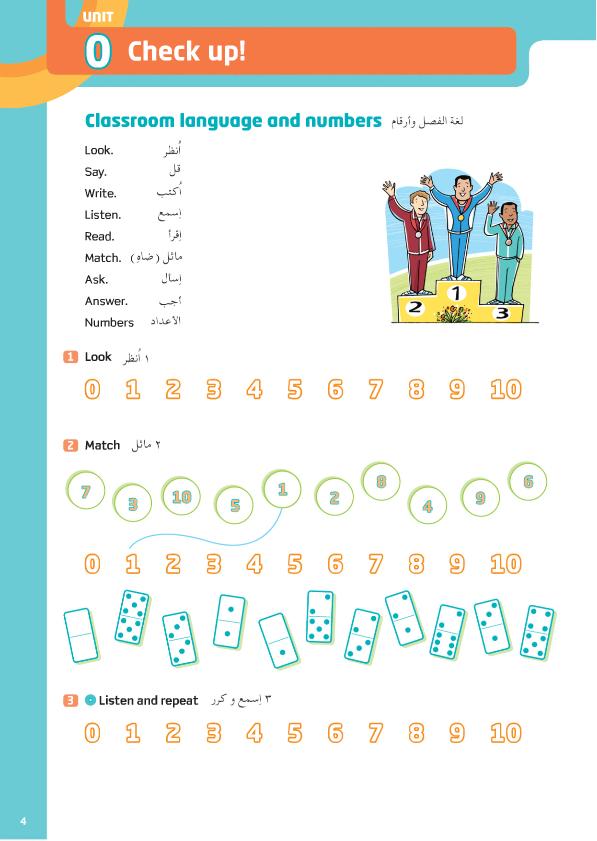 UNIT
0 Check up!
Classroom language and numbers لغة الفصل وأرقام
Look. أُنظر
Say. قل
Write. أُكتب
Listen. إسمع
Read. إقرأ
Match. ماثل (ضاهِ)
Ask. إسال
Answer. أجب
Numbers الأعداد
2 1 3
1 Look ١ أُنظر
0 1 2 3 4 5 6 7 8 9 10
2 Match ٢ ماثل
7 3 10 5 1 2 8 4 9 6
0 1 2 3 4 5 6 7 8 9 10
3 Listen and repeat ٣ إسمع و كرر
0 1 2 3 4 5 6 7 8 9 10
4